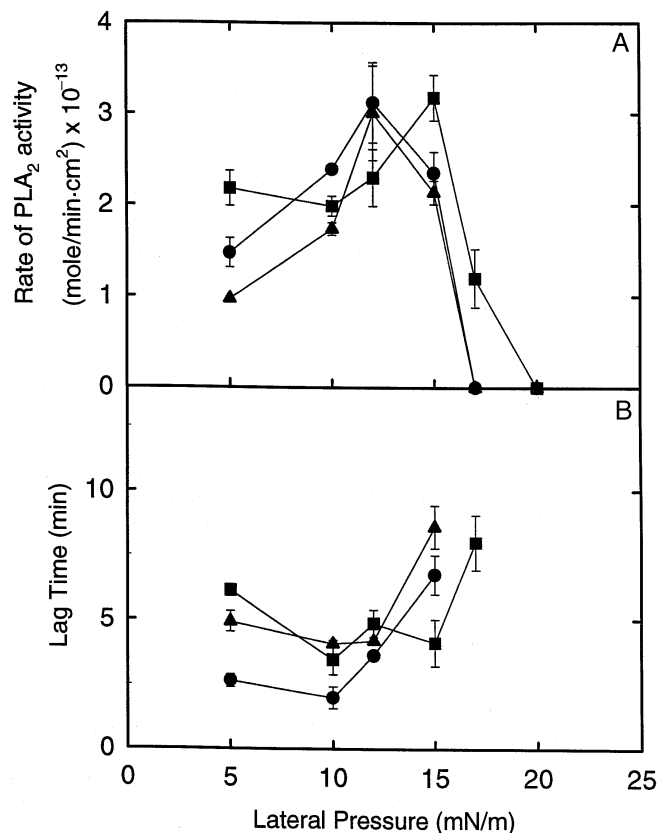 A
Rate of PLA₂ activity
(mole/min·cm²) x 10⁻¹³
4
3
2
1
0
B
Lag Time (min)
10
5
0
0 5 10 15 20 25
Lateral Pressure (mN/m)